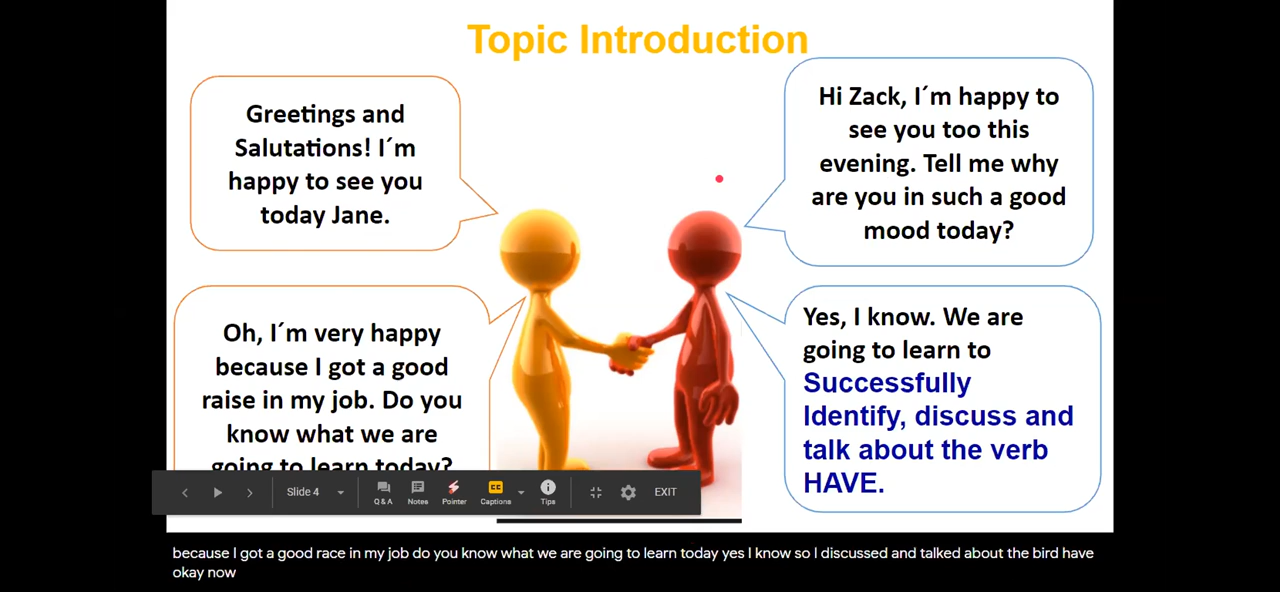 Topic Introduction
Greetings and
Salutations! I´m
happy to see you
today Jane.
Hi Zack, I´m happy to
see you too this
evening. Tell me why
are you in such a good
mood today?
Oh, I´m very happy
because I got a good
raise in my job. Do you
know what we are
going to learn today?
Yes, I know. We are
going to learn to
Successfully
Identify, discuss and
talk about the verb
HAVE.
Slide 4
Q & A
Notes
Pointer
Captions
Tips
EXIT
because I got a good race in my job do you know what we are going to learn today yes I know so I discussed and talked about the bird have
okay now